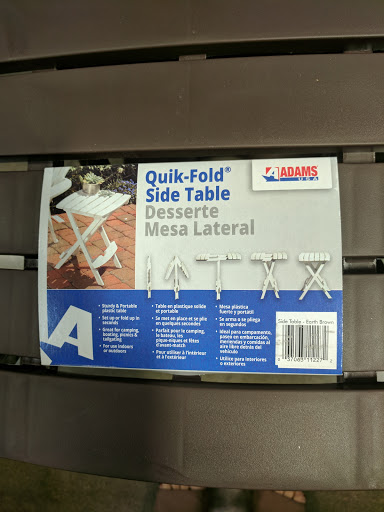 Quik-Fold®
Side Table
Desserte
Mesa Lateral
ADAMS
USA
A
• Sturdy & Portable
plastic table
• Set up or fold up in
seconds
• Great for camping,
boating, picnics &
tailgating
• For use indoors
or outdoors
• Table en plastique solide
et portable
• Se met en place et se plie
en quelques secondes
• Parfait pour le camping,
le bateau, les
pique-niques et fêtes
d'avant-match
• Pour utiliser à l'intérieur
et à l'extérieur
• Mesa plástica
fuerte y portátil
• Se arma o se pliega
en segundos
• Ideal para campamento,
paseo en embarcación,
meriendas y comidas al
aire libre detrás del
vehículo
• Utilice para interiores
o exteriores
Side Table - Earth Brown